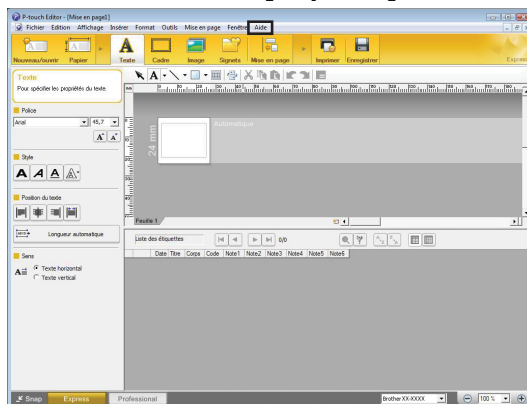 P-touch Editor - [Mise en page1]
Fichier Edition Affichage Insérer Format Outils Mise en page Fenêtre Aide
Nouveau/ouvrir Papier Texte Cadre Image Signets Mise en page Imprimer Enregistrer Express
Texte
Pour spécifier les propriétés du texte.
Police
Arial 45,7
A A
Style
A A A A
Position du texte
Longueur automatique
Sens
Texte horizontal
Texte vertical
24 mm
Automatique
Feuille 1
Liste des étiquettes 0/0
Date Titre Corps Code Note1 Note2 Note3 Note4 Note5 Note6
Snap Express Professional Brother XX-XXXX 100 %